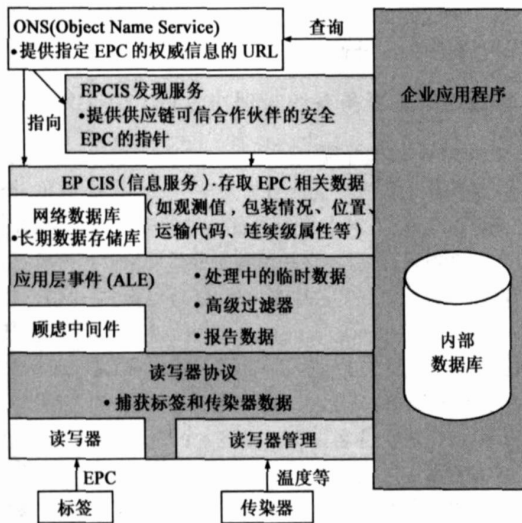 ONS(Object Name Service)
•提供指定 EPC 的权威信息的 URL
查询
企业应用程序
指向
EPCIS 发现服务
•提供供应链可信合作伙伴的安全
EPC 的指针
EP CIS(信息服务)·存取 EPC 相关数据
(如观测值,包装情况、位置、
运输代码、连续级属性等)
网络数据库
•长期数据存储库
应用层事件 (ALE)
•处理中的临时数据
•高级过滤器
•报告数据
顾虑中间件
内部
数据库
读写器协议
•捕获标签和传染器数据
读写器
读写器管理
EPC
温度等
标签
传染器